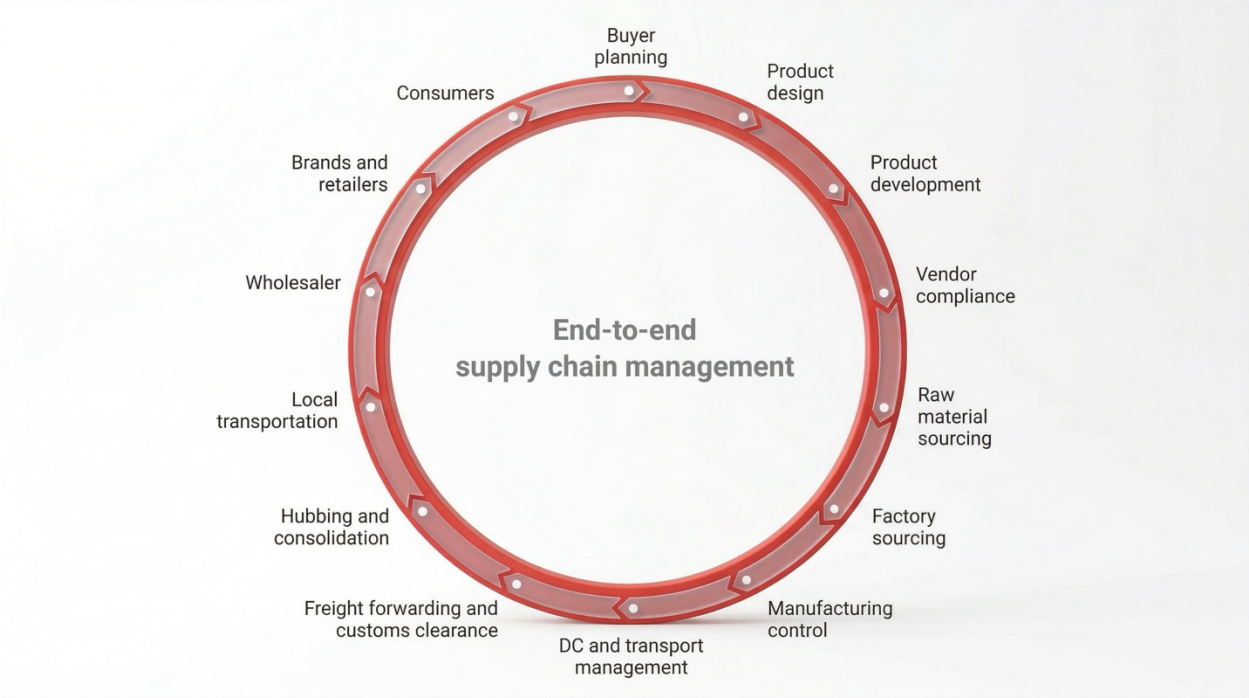 Buyer
planning
Product
design
Product
development
Vendor
compliance
Raw
material
sourcing
Factory
sourcing
Manufacturing
control
DC and transport
management
Freight forwarding and
customs clearance
Hubbing and
consolidation
Local
transportation
Wholesaler
Brands and
retailers
Consumers
End-to-end
supply chain management